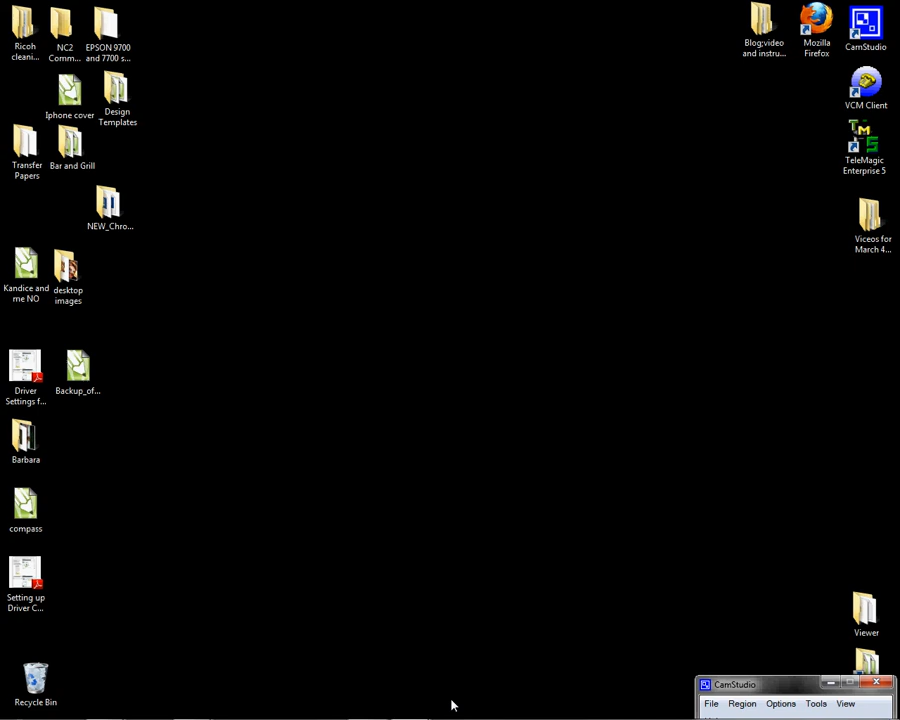 Ricoh
cleani...
NC2
Comm...
EPSON 9700
and 7700 s...
Blog;video
and instru...
Mozilla
Firefox
CamStudio
Iphone cover
Design
Templates
VCM Client
Transfer
Papers
Bar and Grill
TM
5
TeleMagic
Enterprise 5
NEW_Chro...
Viceos for
March 4...
Kandice and
me NO
desktop
images
Driver
Settings f...
Backup_of...
Barbara
compass
Setting up
Driver C...
Viewer
Recycle Bin
CamStudio
File Region Options Tools View